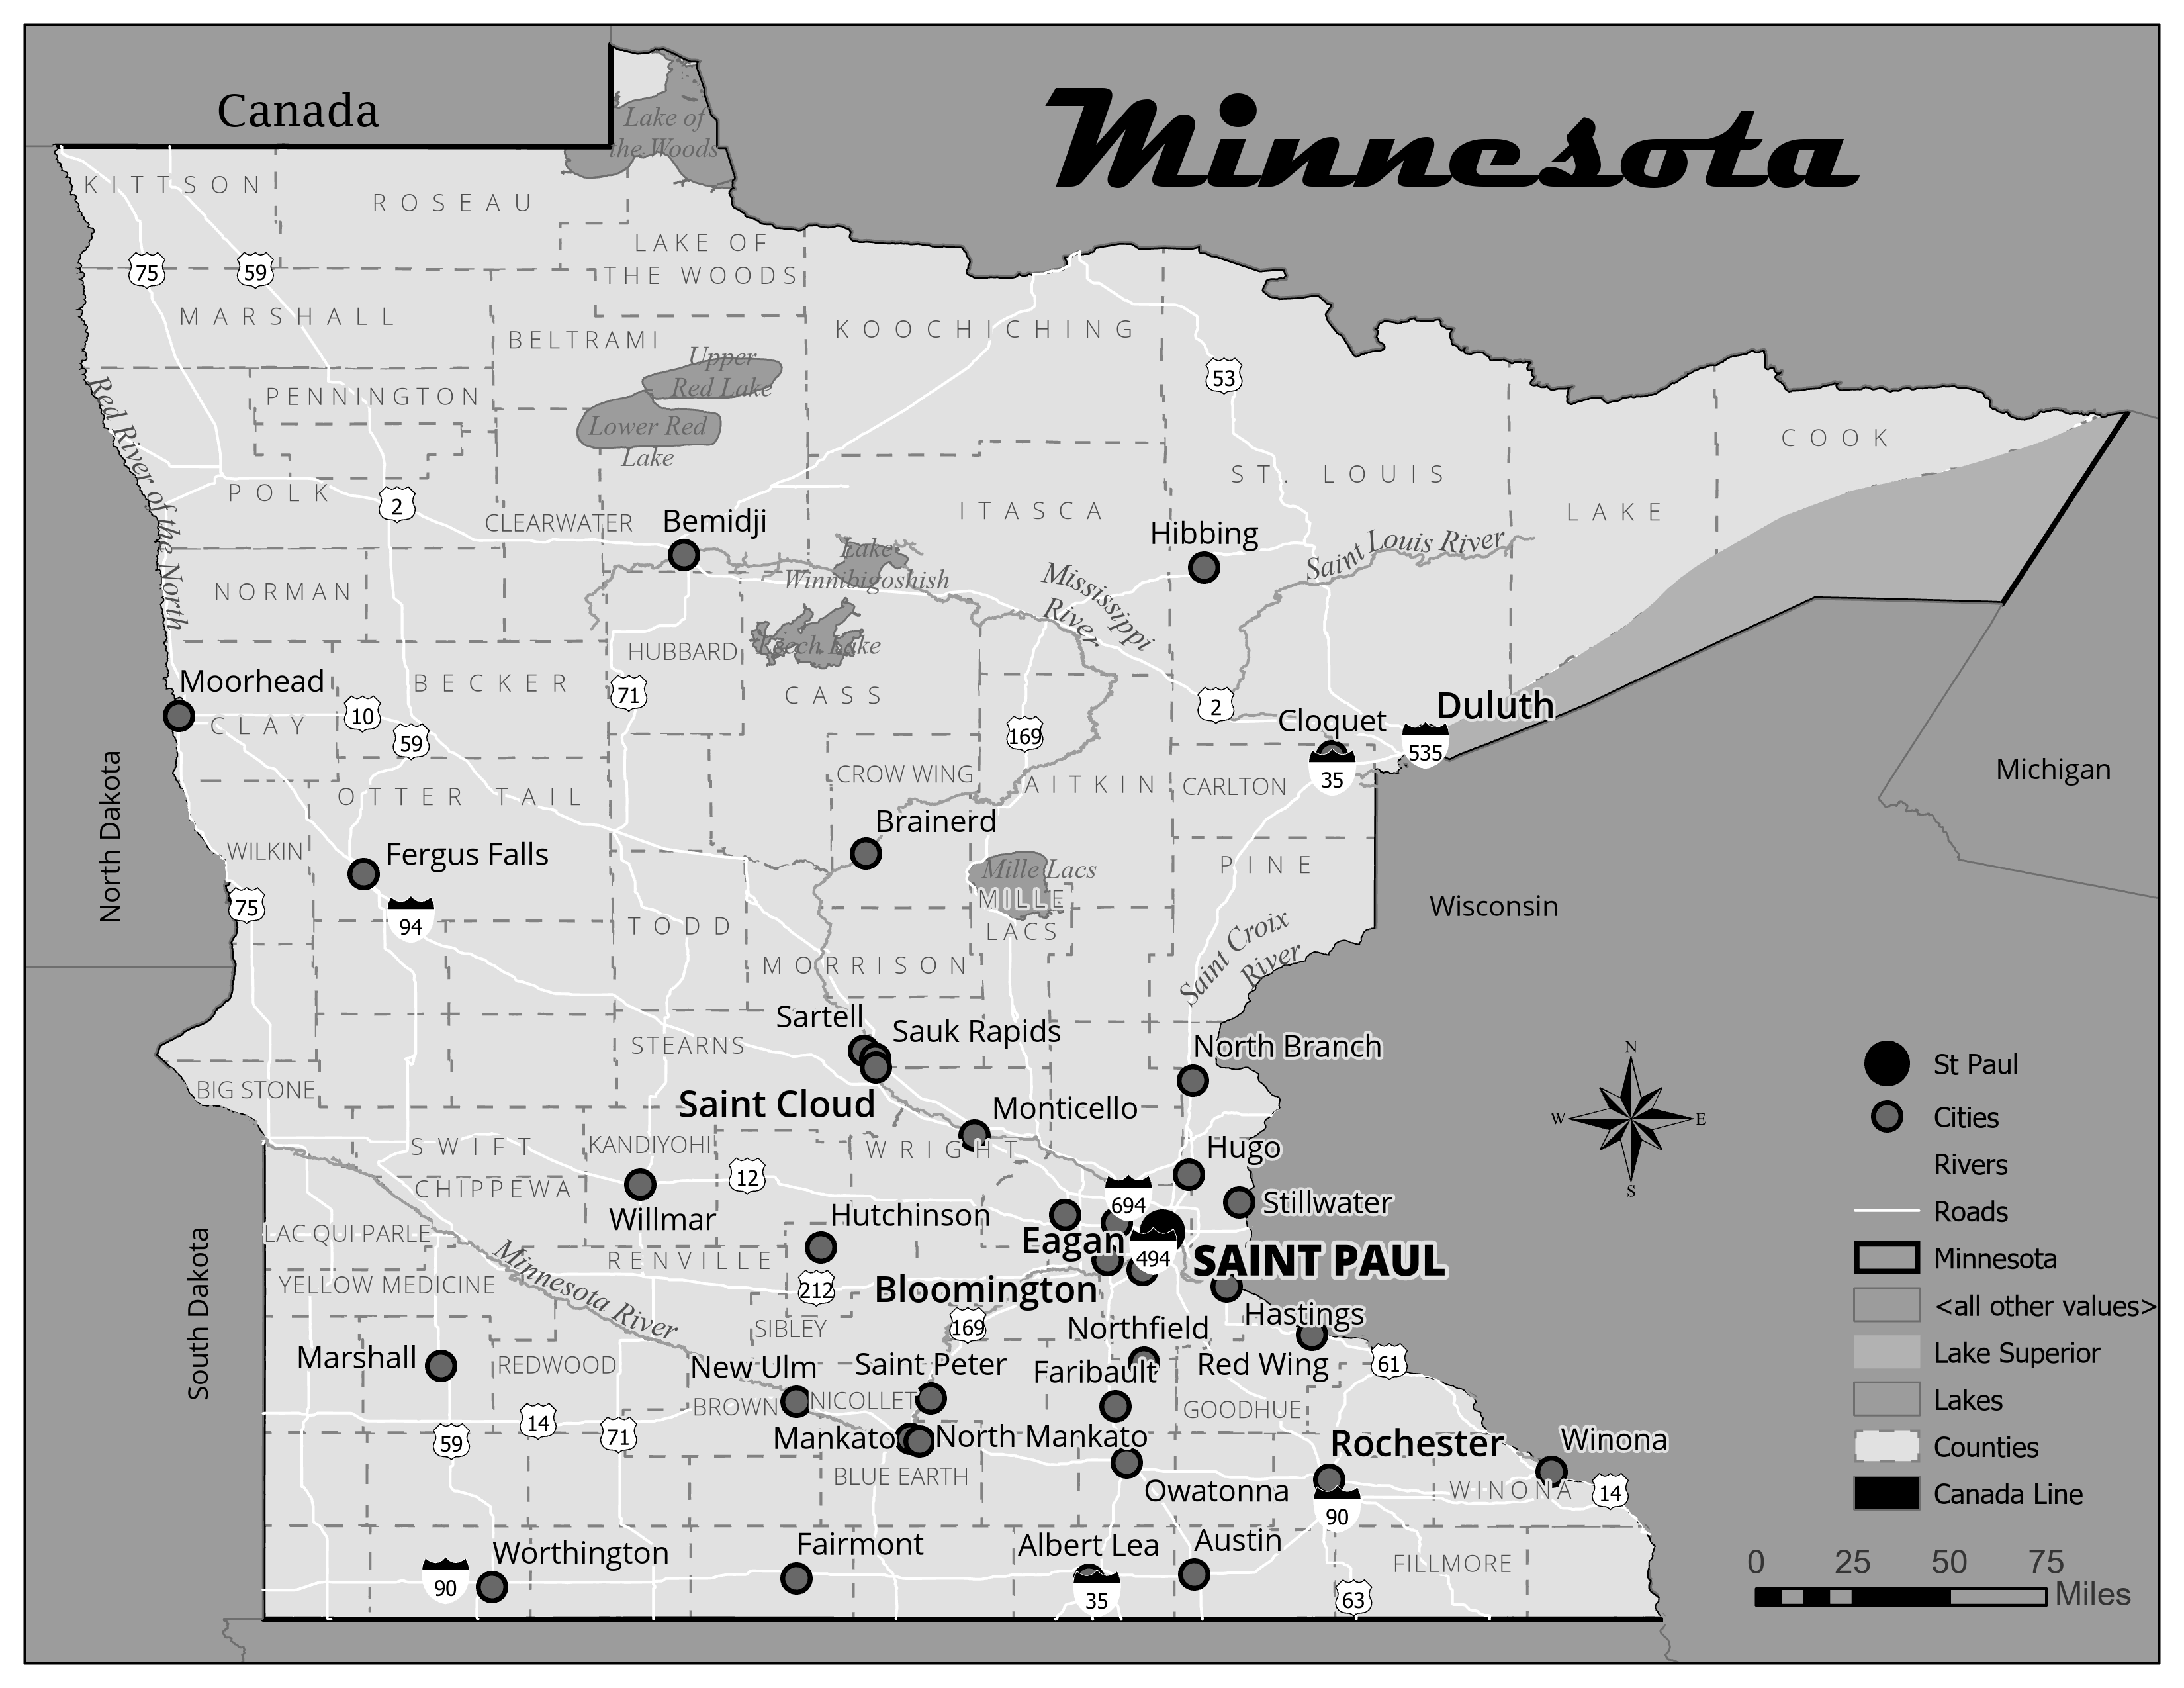 Minnesota
Canada
Lake of
the Woods
KITTSON
ROSEAU
LAKE OF
THE WOODS
75
59
MARSHALL
BELTRAMI
KOOCHICHING
Upper
Red Lake
53
Red River of the North
PENNINGTON
Lower Red
Lake
COOK
POLK
2
ST. LOUIS
ITASCA
LAKE
CLEARWATER
Bemidji
Hibbing
Saint Louis River
Lake
Winnibigoshish
Mississippi
River
NORMAN
HUBBARD
Leech Lake
Moorhead
BECKER
71
CASS
2
Duluth
10
CLAY
59
169
Cloquet
535
35
Michigan
North Dakota
OTTER TAIL
CROW WING
AITKIN
CARLTON
Brainerd
WILKIN
Fergus Falls
Mille Lacs
PINE
MILLE
LACS
75
94
TODD
Wisconsin
MORRISON
Saint Croix
River
Sartell
Sauk Rapids
STEARNS
North Branch
BIG STONE
Saint Cloud
Monticello
N
W
E
S
St Paul
Cities
Rivers
Roads
Minnesota
<all other values>
Lake Superior
Lakes
Counties
Canada Line
SWIFT
KANDIYOHI
WRIGHT
Hugo
12
CHIPPEWA
694
Stillwater
Willmar
Hutchinson
LAC QUI PARLE
RENVILLE
Eagan
494
SAINT PAUL
South Dakota
Minnesota River
YELLOW MEDICINE
212
Bloomington
Hastings
SIBLEY
169
Northfield
Marshall
REDWOOD
New Ulm
Saint Peter
Faribault
Red Wing
61
BROWN
NICOLLET
GOODHUE
59
14
71
Mankato
North Mankato
Rochester
Winona
BLUE EARTH
Owatonna
WINONA
14
90
Worthington
Fairmont
Albert Lea
Austin
FILLMORE
90
35
63
0 25 50 75
Miles